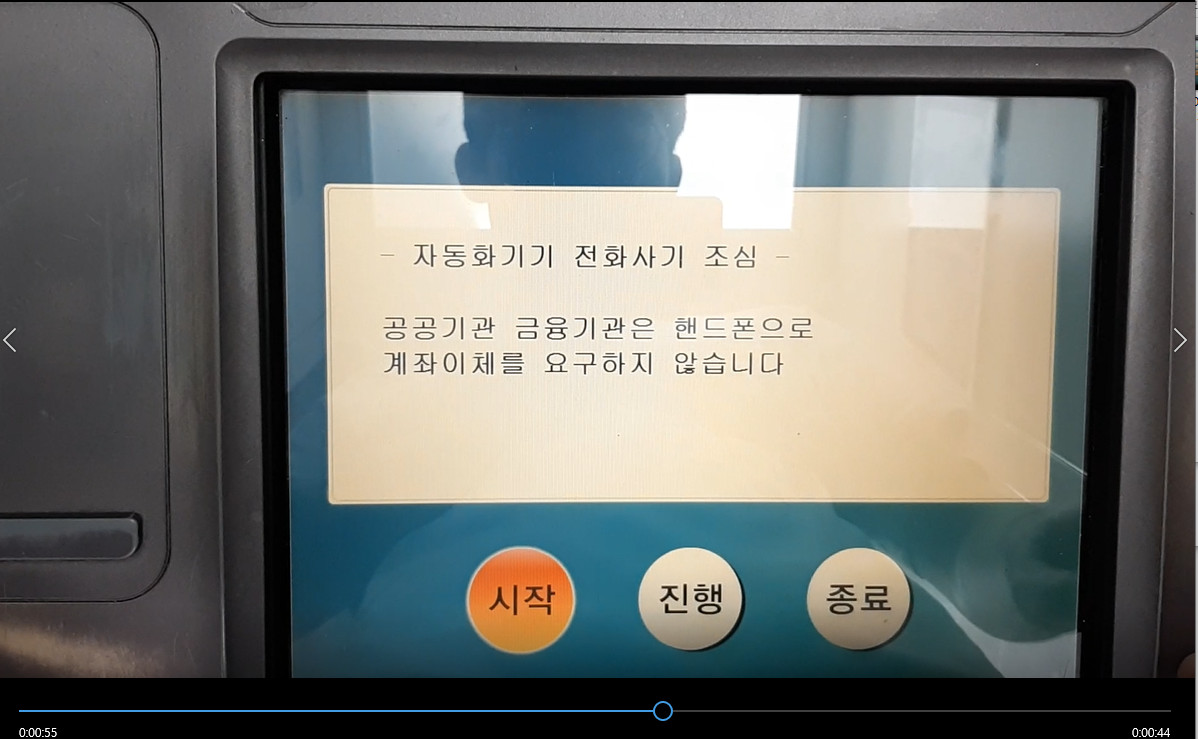 - 자동화기기 전화사기 조심 -
공공기관 금융기관은 핸드폰으로
계좌이체를 요구하지 않습니다
시작 진행 종료
0:00:55 0:00:44